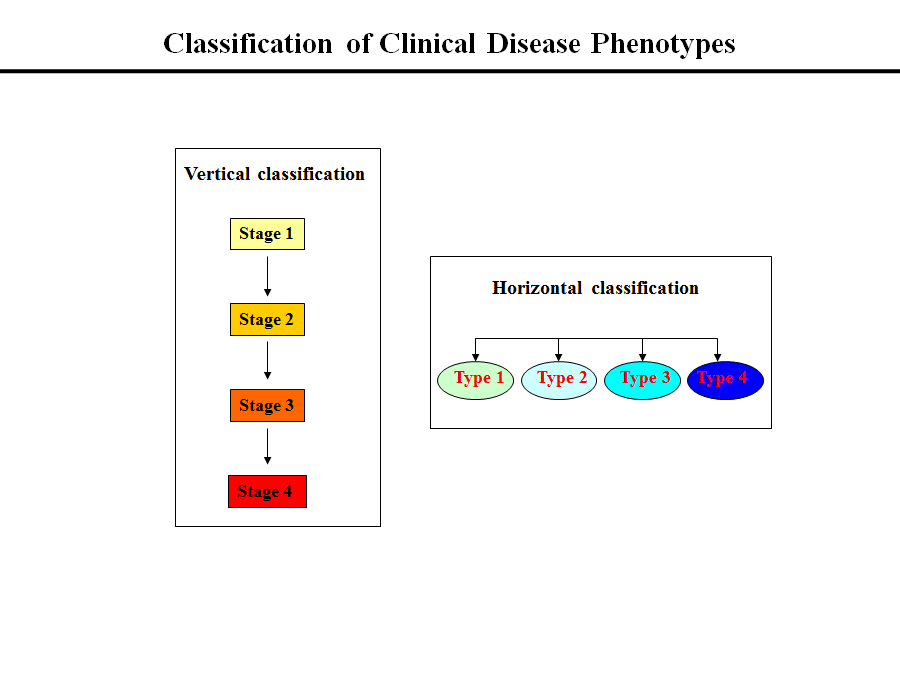 Classification of Clinical Disease Phenotypes
Vertical classification
Stage 1
Stage 2
Stage 3
Stage 4
Horizontal classification
Type 1 Type 2 Type 3 Type 4